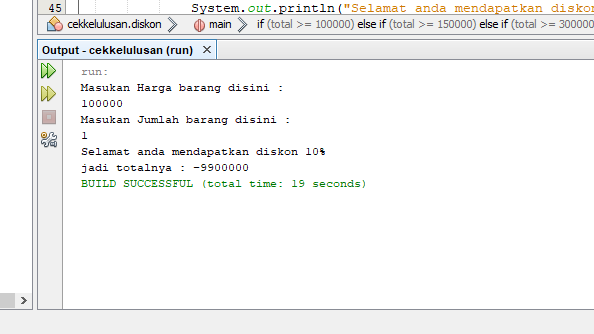 45 System.out.println("Selamat anda mendapatkan diskon
cekkelulusan.diskon main if (total >= 100000) else if (total >= 150000) else if (total >= 300000
Output - cekkelulusan (run) ×
run:
Masukan Harga barang disini :
100000
Masukan Jumlah barang disini :
1
Selamat anda mendapatkan diskon 10%
jadi totalnya : -9900000
BUILD SUCCESSFUL (total time: 19 seconds)